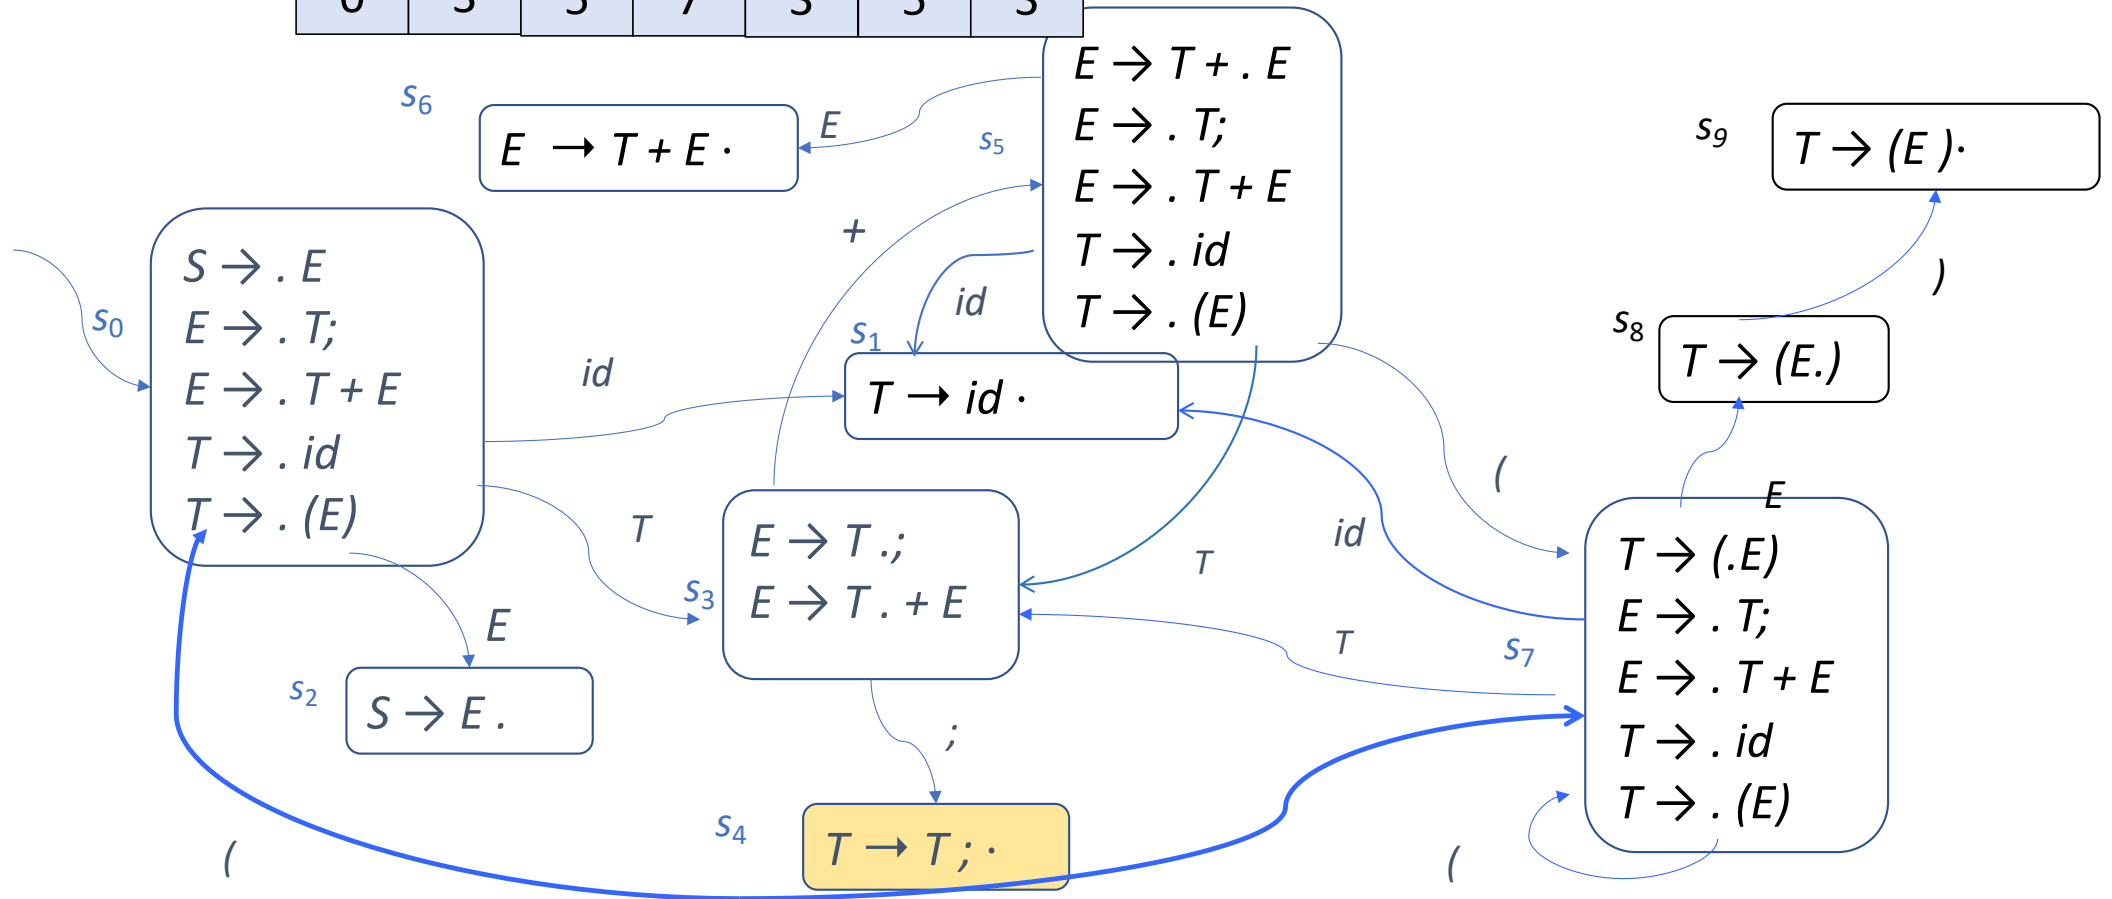 E → T + . E
E → . T;
E → . T + E
T → . id
T → . (E)
s6
E → T + E ·
E
s5
s9
T → (E )·
)
+
id
s1
T → id ·
s8
T → (E.)
S → . E
E → . T;
E → . T + E
T → . id
T → . (E)
s0
id
T
E
(
s3
E → T .;
E → T . + E
T
T
id
(
E
s7
T → (.E)
E → . T;
E → . T + E
T → . id
T → . (E)
(
s2
S → E .
;
s4
T → T ; ·